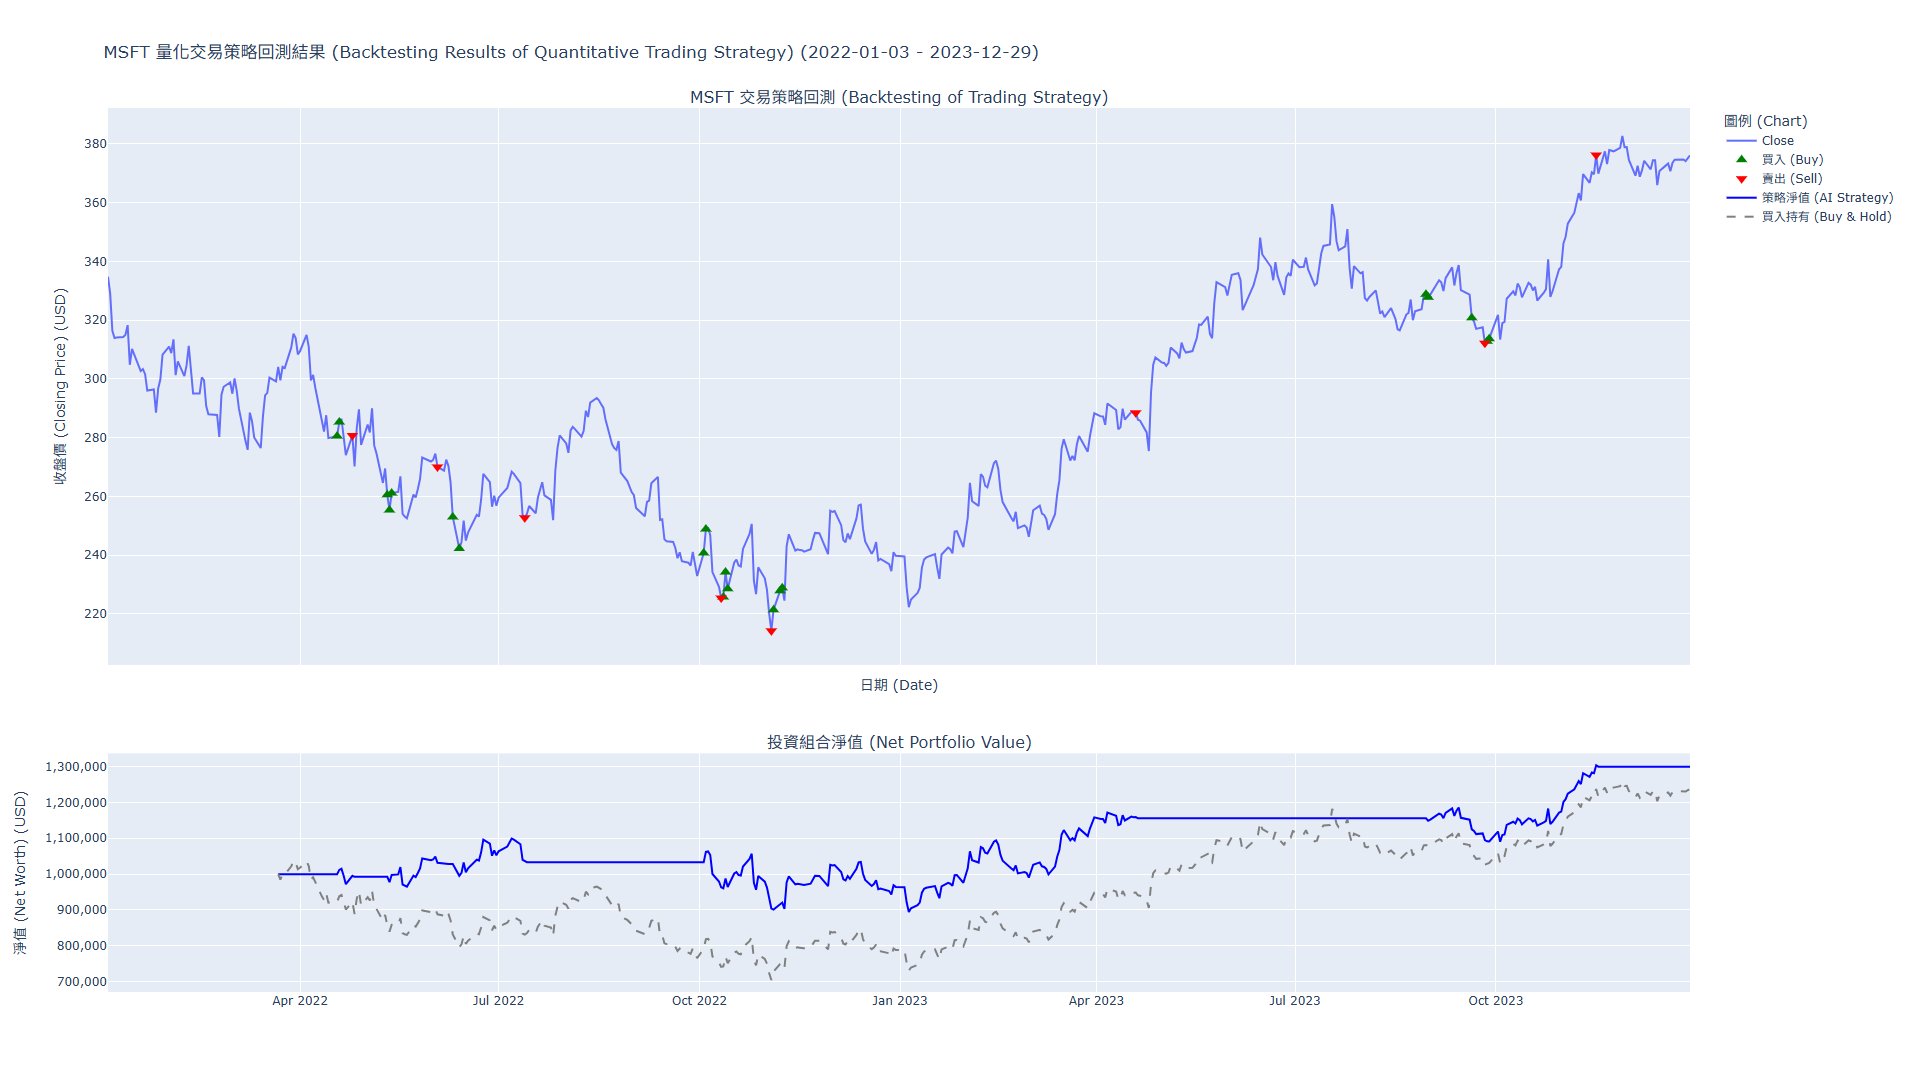 MSFT 量化交易策略回測結果 (Backtesting Results of Quantitative Trading Strategy) (2022-01-03 - 2023-12-29)
MSFT 交易策略回測 (Backtesting of Trading Strategy)
圖例 (Chart)
Close
買入 (Buy)
賣出 (Sell)
策略淨值 (AI Strategy)
買入持有 (Buy & Hold)
收盤價 (Closing Price) (USD)
380
360
340
320
300
280
260
240
220
日期 (Date)
投資組合淨值 (Net Portfolio Value)
淨值 (Net Worth) (USD)
1,300,000
1,200,000
1,100,000
1,000,000
900,000
800,000
700,000
Apr 2022
Jul 2022
Oct 2022
Jan 2023
Apr 2023
Jul 2023
Oct 2023